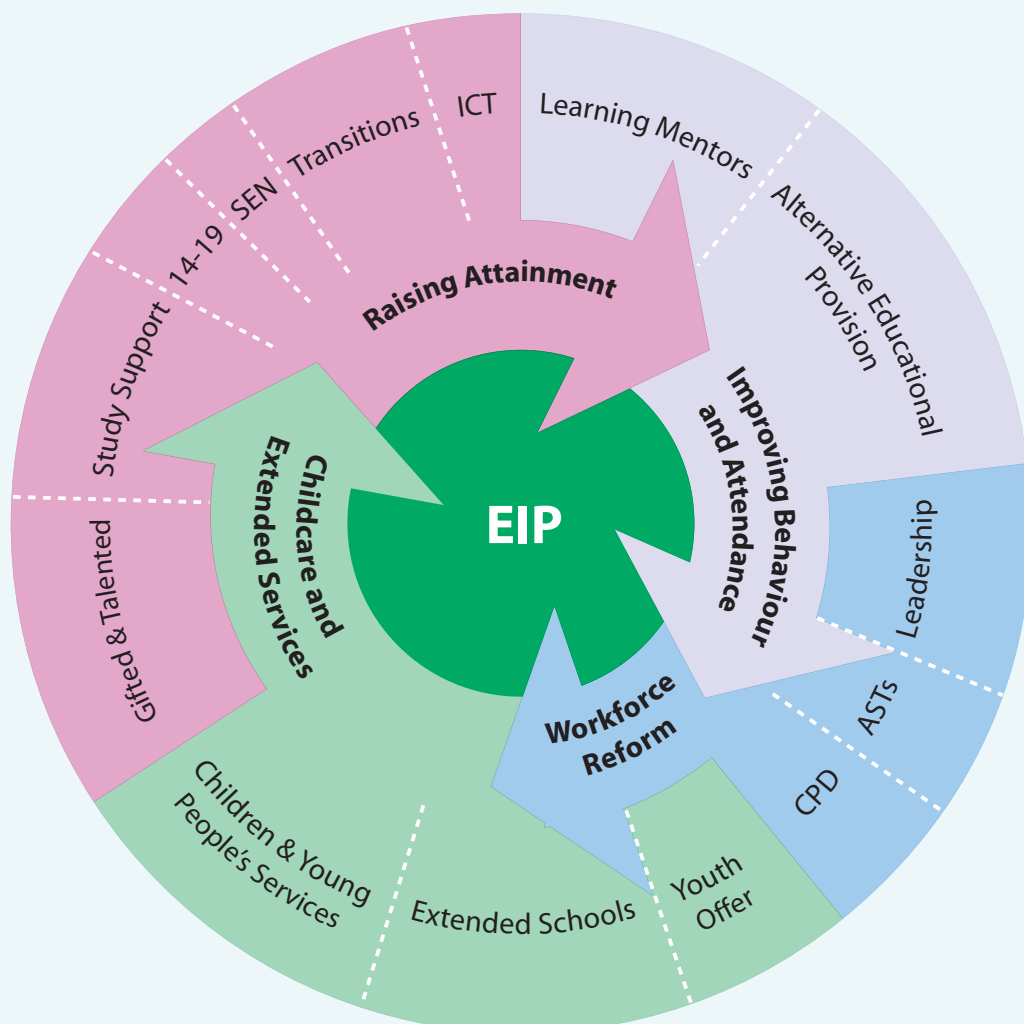 ICT
Learning Mentors
Transitions
SEN
14-19
Study Support
Gifted & Talented
Alternative Educational
Provision
Raising Attainment
Improving Behaviour
and Attendance
Childcare and
Extended Services
EIP
Leadership
ASTs
CPD
Workforce
Reform
Youth
Offer
Extended Schools
Children & Young
People's Services